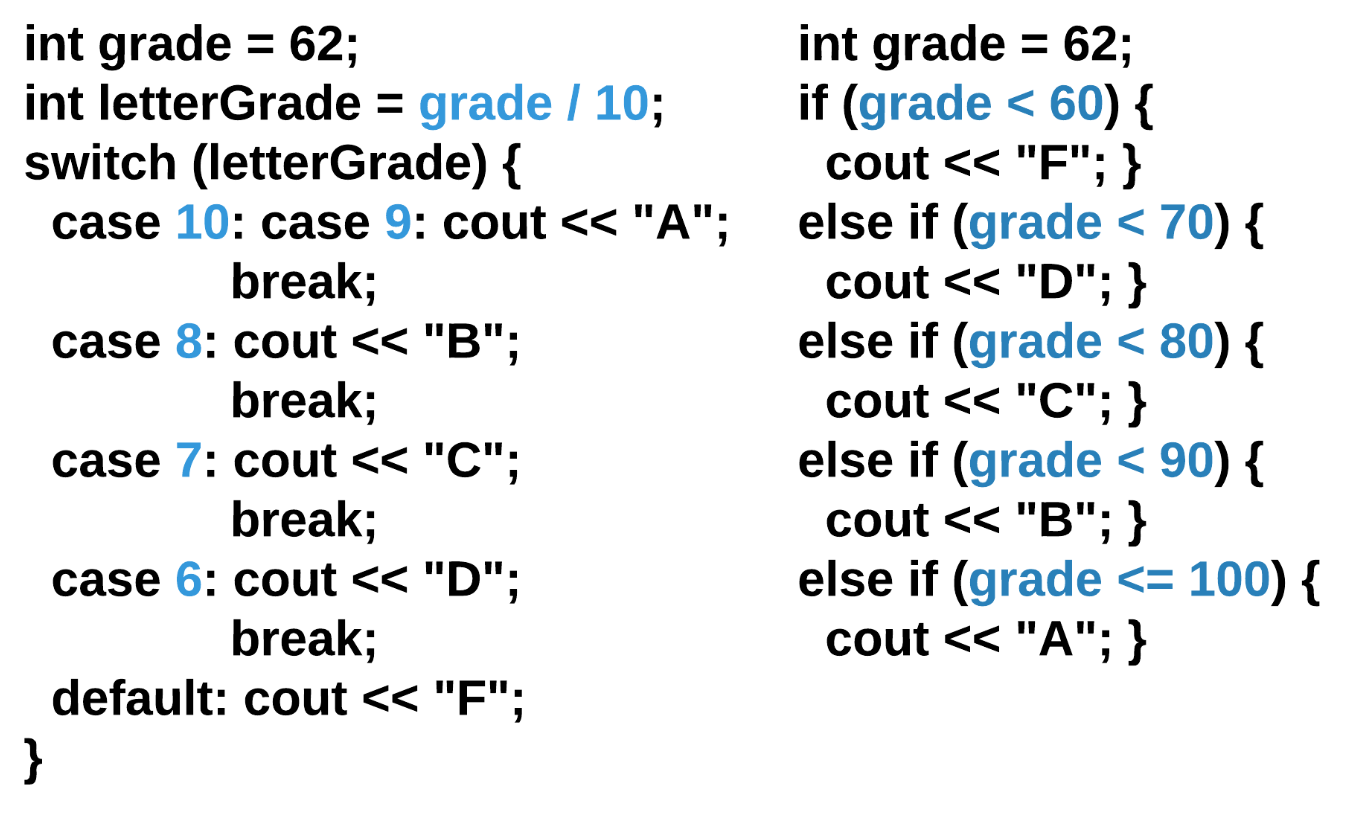 int grade = 62;
int letterGrade = grade / 10;
switch (letterGrade) {
case 10: case 9: cout << "A";
break;
case 8: cout << "B";
break;
case 7: cout << "C";
break;
case 6: cout << "D";
break;
default: cout << "F";
}
int grade = 62;
if (grade < 60) {
cout << "F"; }
else if (grade < 70) {
cout << "D"; }
else if (grade < 80) {
cout << "C"; }
else if (grade < 90) {
cout << "B"; }
else if (grade <= 100) {
cout << "A"; }